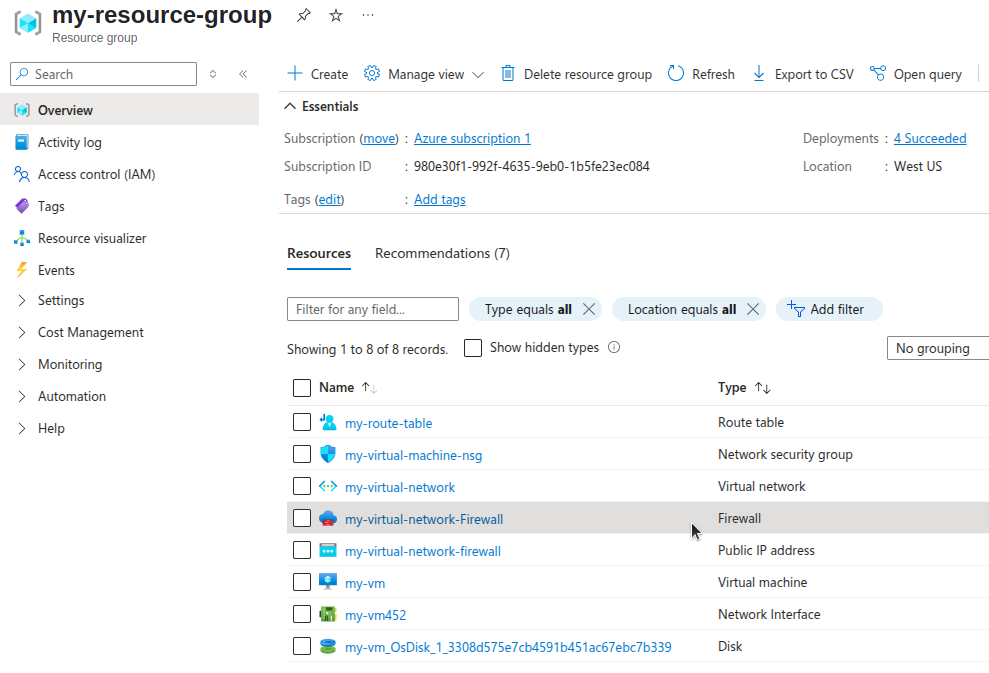 my-resource-group ...
Resource group
Search
Overview
Activity log
Access control (IAM)
Tags
Resource visualizer
Events
Settings
Cost Management
Monitoring
Automation
Help
Create Manage view Delete resource group Refresh Export to CSV Open query
Essentials
Subscription (move) : Azure subscription 1
Subscription ID : 980e30f1-992f-4635-9eb0-1b5fe23ec084
Tags (edit) : Add tags
Deployments : 4 Succeeded
Location : West US
Resources Recommendations (7)
Filter for any field... Type equals all Location equals all Add filter
Showing 1 to 8 of 8 records. Show hidden types No grouping
Name Type
my-route-table Route table
my-virtual-machine-nsg Network security group
my-virtual-network Virtual network
my-virtual-network-Firewall Firewall
my-virtual-network-firewall Public IP address
my-vm Virtual machine
my-vm452 Network Interface
my-vm_OsDisk_1_3308d575e7cb4591b451ac67ebc7b339 Disk